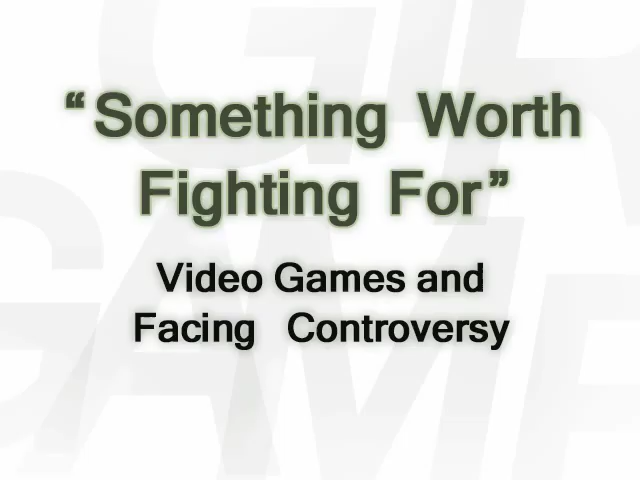 “Something Worth
Fighting For”
Video Games and
Facing Controversy